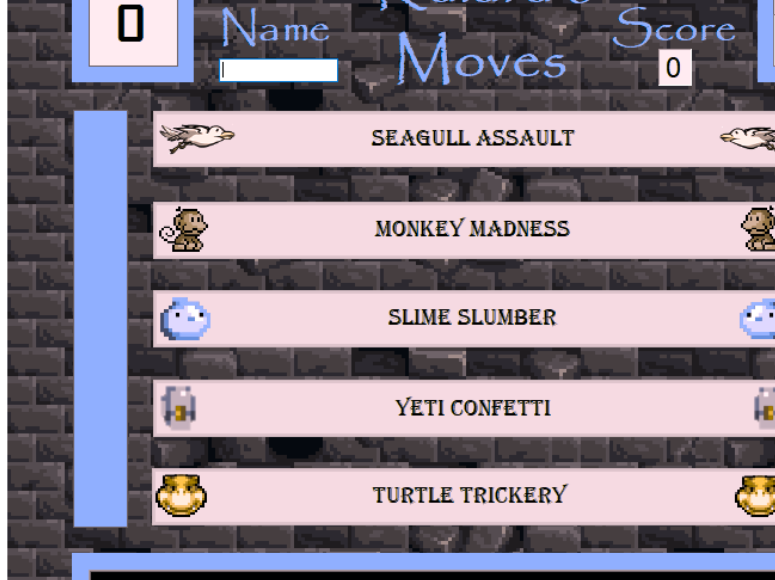 0
Name
Score
Moves
0
SEAGULL ASSAULT
MONKEY MADNESS
SLIME SLUMBER
YETI CONFETTI
TURTLE TRICKERY